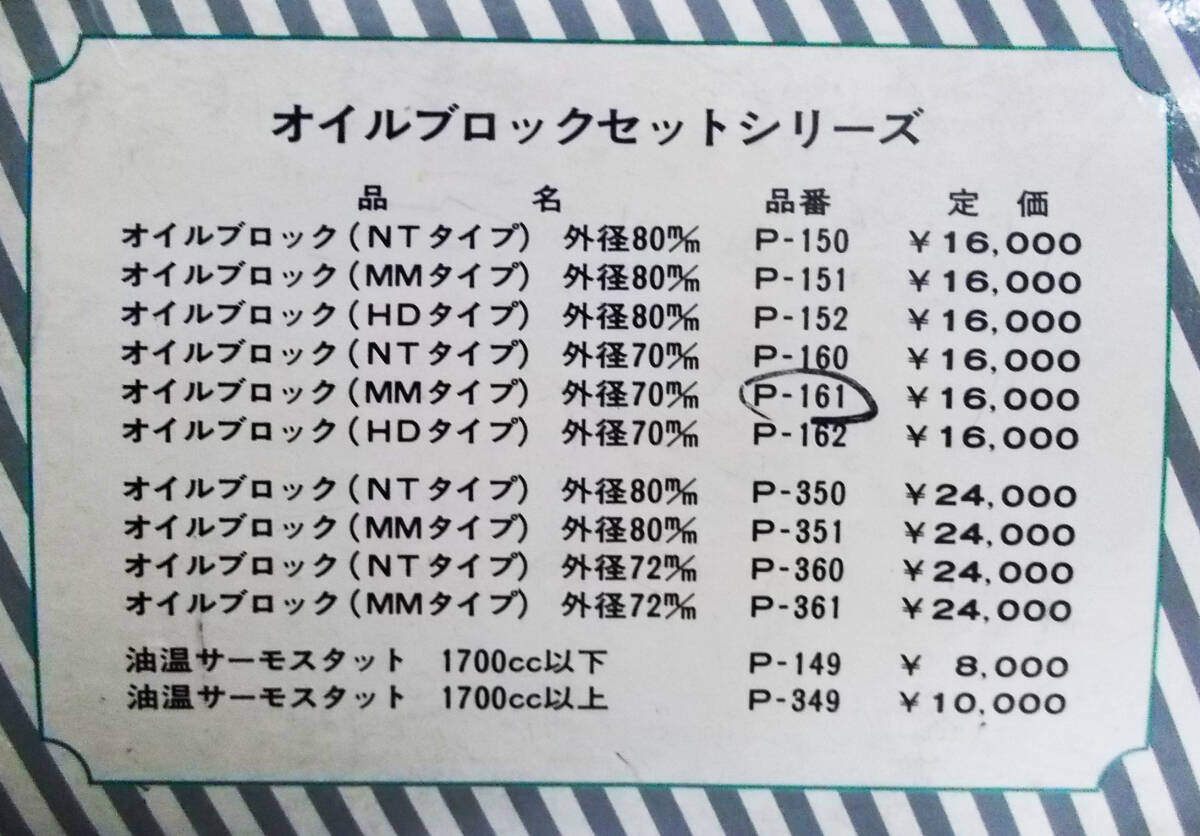 オイルブロックセットシリーズ
品名 品番 定価
オイルブロック(NTタイプ) 外径80m/m P-150 ¥16,000
オイルブロック(MMタイプ) 外径80m/m P-151 ¥16,000
オイルブロック(HDタイプ) 外径80m/m P-152 ¥16,000
オイルブロック(NTタイプ) 外径70m/m P-160 ¥16,000
オイルブロック(MMタイプ) 外径70m/m P-161 ¥16,000
オイルブロック(HDタイプ) 外径70m/m P-162 ¥16,000
オイルブロック(NTタイプ) 外径80m/m P-350 ¥24,000
オイルブロック(MMタイプ) 外径80m/m P-351 ¥24,000
オイルブロック(NTタイプ) 外径72m/m P-360 ¥24,000
オイルブロック(MMタイプ) 外径72m/m P-361 ¥24,000
油温サーモスタット 1700cc以下 P-149 ¥ 8,000
油温サーモスタット 1700cc以上 P-349 ¥10,000